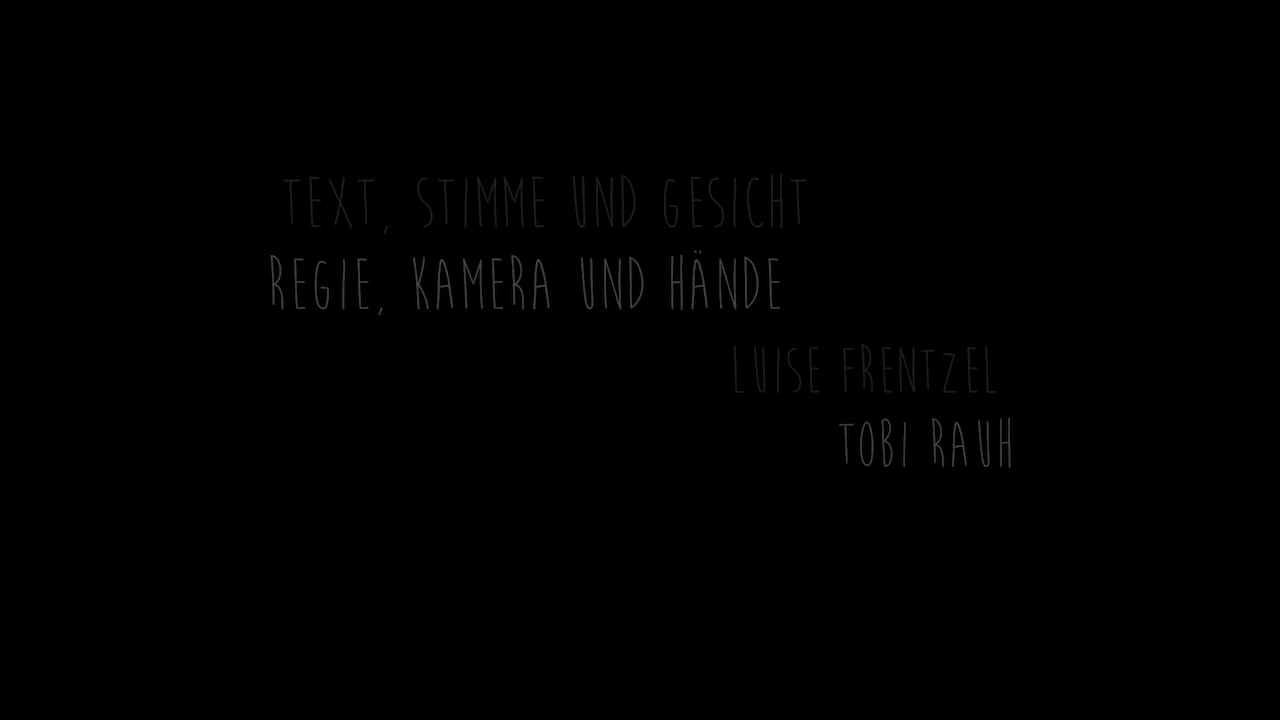 TEXT, STIMME UND GESICHT
REGIE, KAMERA UND HÄNDE
LUISE FRENTZEL
TOBI RAUH